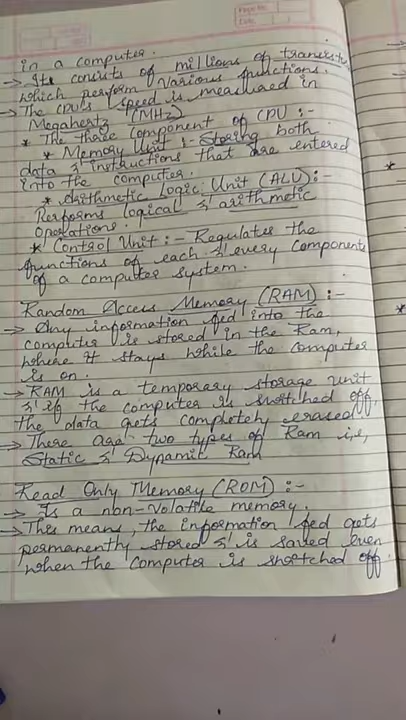 Page No.
Date
in a computer.
→ It consists of millions of transisto
which perform various functions.
→ The CPU's speed is measured in
Megahertz (MHz)
* The three component of CPU :-
* Memory Unit :- Storing both
data & instructions that are entered
into the computer.
* Arithmetic Logic Unit (ALU) :-
Performs logical & arithmetic
operations.
* Control Unit :- Regulates the
functions of each & every components
of a computer system.
Random Access Memory (RAM) :-
→ Any information fed into the
computer is stored in the Ram,
where it stays while the computer
is on.
→ RAM is a temporary storage unit
& if the computer is switched off,
the data gets completely erased.
→ There are two types of Ram i.e,
Static & Dynamic Ram
Read Only Memory (ROM) :-
→ Is a non-volatile memory.
→ This means, the information fed gets
permanently stored & is saved even
when the computer is switched off